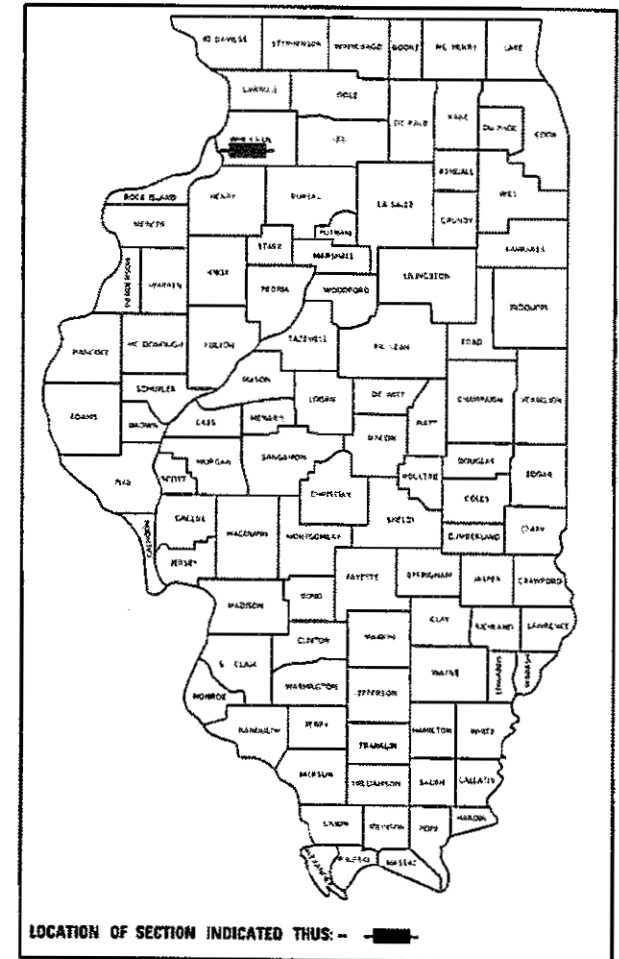 JO DAVIESS STEPHENSON WINNEBAGO BOONE MC HENRY LAKE
CARROLL OGLE
DE KALB KANE DU PAGE COOK
WHITESIDE LEE
KENDALL
ROCK ISLAND HENRY BUREAU LA SALLE WILL
GRUNDY
MERCER PUTNAM
STARK KANKAKEE
MARSHALL
HENDERSON WARREN KNOX LIVINGSTON
PEORIA WOODFORD
IROQUOIS
HANCOCK MC DONOUGH FULTON TAZEWELL MC LEAN FORD
MASON
SCHUYLER LOGAN DE WITT CHAMPAIGN VERMILION
ADAMS BROWN CASS MENARD PIATT
MACON
MORGAN SANGAMON DOUGLAS EDGAR
PIKE SCOTT MOULTRIE
CHRISTIAN COLES
GREENE SHELBY
CALHOUN MACOUPIN MONTGOMERY CUMBERLAND CLARK
JERSEY
FAYETTE EFFINGHAM JASPER CRAWFORD
MADISON BOND
CLAY RICHLAND LAWRENCE
CLINTON MARION
S CLAIR WAYNE EDWARDS WABASH
WASHINGTON JEFFERSON
MONROE
RANDOLPH PERRY HAMILTON WHITE
FRANKLIN
JACKSON WILLIAMSON SALINE GALLATIN
UNION JOHNSON POPE HARDIN
PULASKI MASSAC
LOCATION OF SECTION INDICATED THUS: -